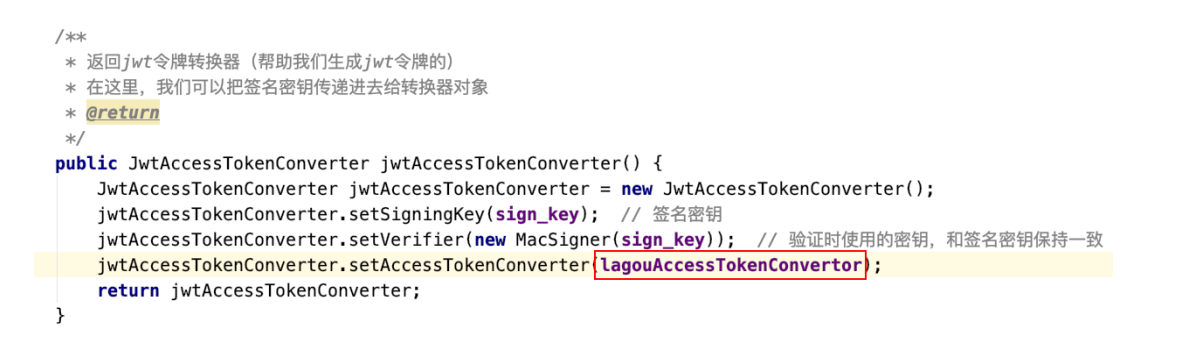 /**
 * 返回jwt令牌转换器（帮助我们生成jwt令牌的）
 * 在这里，我们可以把签名密钥传递进去给转换器对象
 * @return
 */
public JwtAccessTokenConverter jwtAccessTokenConverter() {
    JwtAccessTokenConverter jwtAccessTokenConverter = new JwtAccessTokenConverter();
    jwtAccessTokenConverter.setSigningKey(sign_key);  // 签名密钥
    jwtAccessTokenConverter.setVerifier(new MacSigner(sign_key));  // 验证时使用的密钥，和签名密钥保持一致
    jwtAccessTokenConverter.setAccessTokenConverter(lagouAccessTokenConvertor);
    return jwtAccessTokenConverter;
}